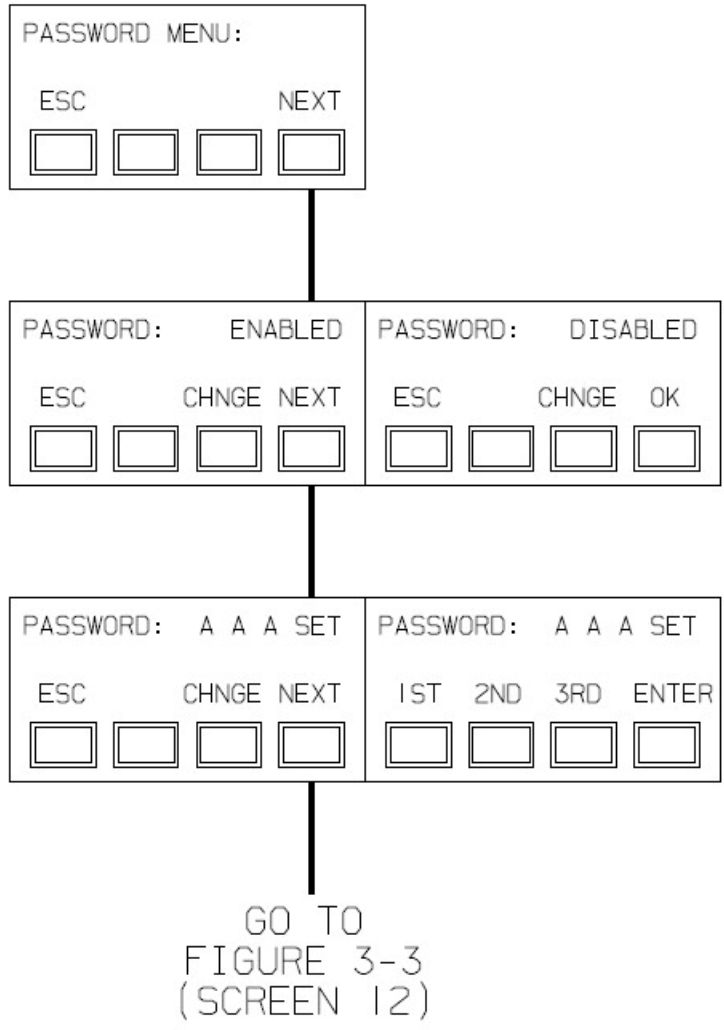 PASSWORD MENU:
ESC NEXT
PASSWORD: ENABLED
ESC CHNGE NEXT
PASSWORD: DISABLED
ESC CHNGE OK
PASSWORD: A A A SET
ESC CHNGE NEXT
PASSWORD: A A A SET
1ST 2ND 3RD ENTER
GO TO
FIGURE 3-3
(SCREEN 12)